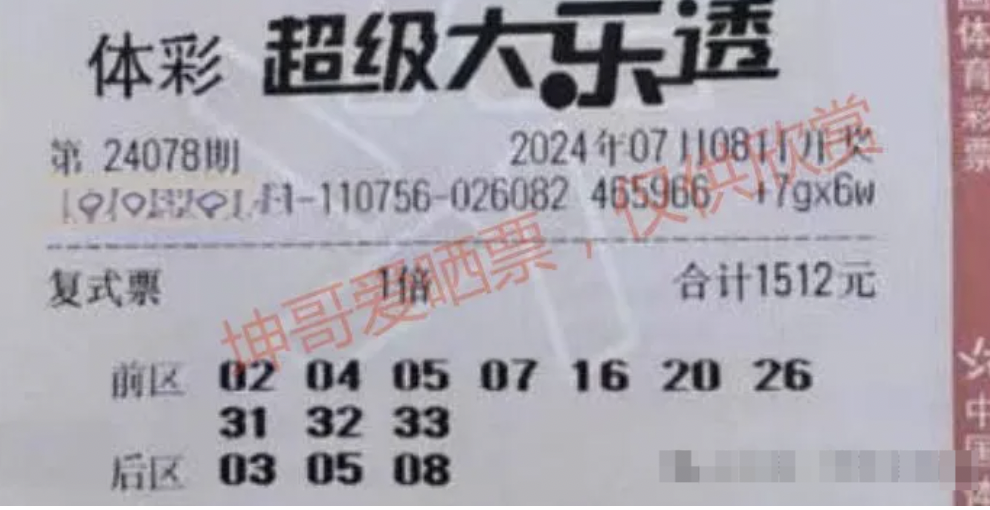 体彩 超级大乐透
第 24078期 2024年07月08日开奖
-110756-026082 465966 +7gx6w
复式票 1倍 合计1512元
前区 02 04 05 07 16 20 26
31 32 33
后区 03 05 08
坤哥爱晒票，仅供欣赏
体育彩票
中国体